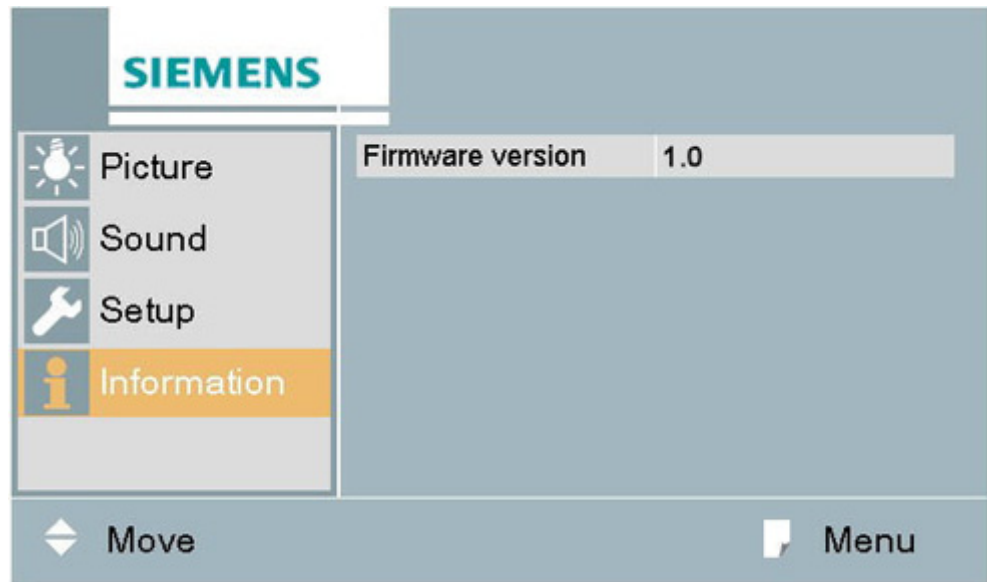 SIEMENS
Picture
Sound
Setup
Information
Firmware version 1.0
Move
Menu